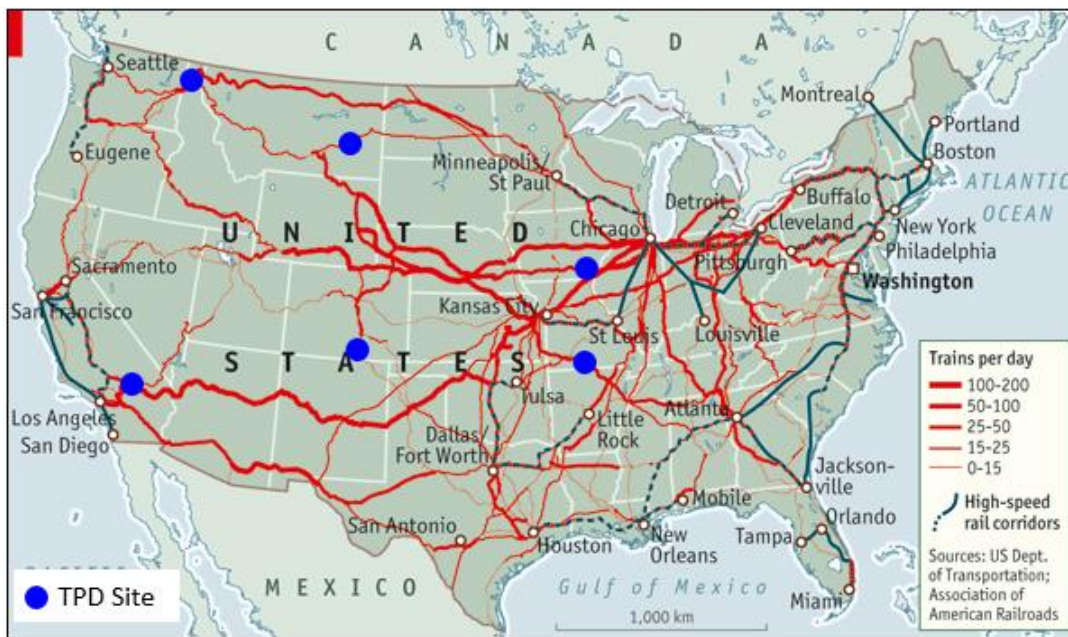 C A N A D A
Seattle
Montreal
Portland
Eugene
Minneapolis/
St Paul
Boston
Detroit
Buffalo
ATLANTIC
OCEAN
Chicago
Cleveland
New York
U N I T E D
Pittsburgh
Philadelphia
Sacramento
Washington
San Francisco
Kansas City
St Louis
Louisville
S T A T E S
Tulsa
Los Angeles
Atlanta
San Diego
Little
Rock
Dallas/
Fort Worth
Jackson-
ville
Mobile
San Antonio
Orlando
Houston
New
Orleans
Tampa
M E X I C O
Gulf of Mexico
Miami
1,000 km
TPD Site
Trains per day
100-200
50-100
25-50
15-25
0-15
High-speed
rail corridors
Sources: US Dept.
of Transportation;
Association of
American Railroads